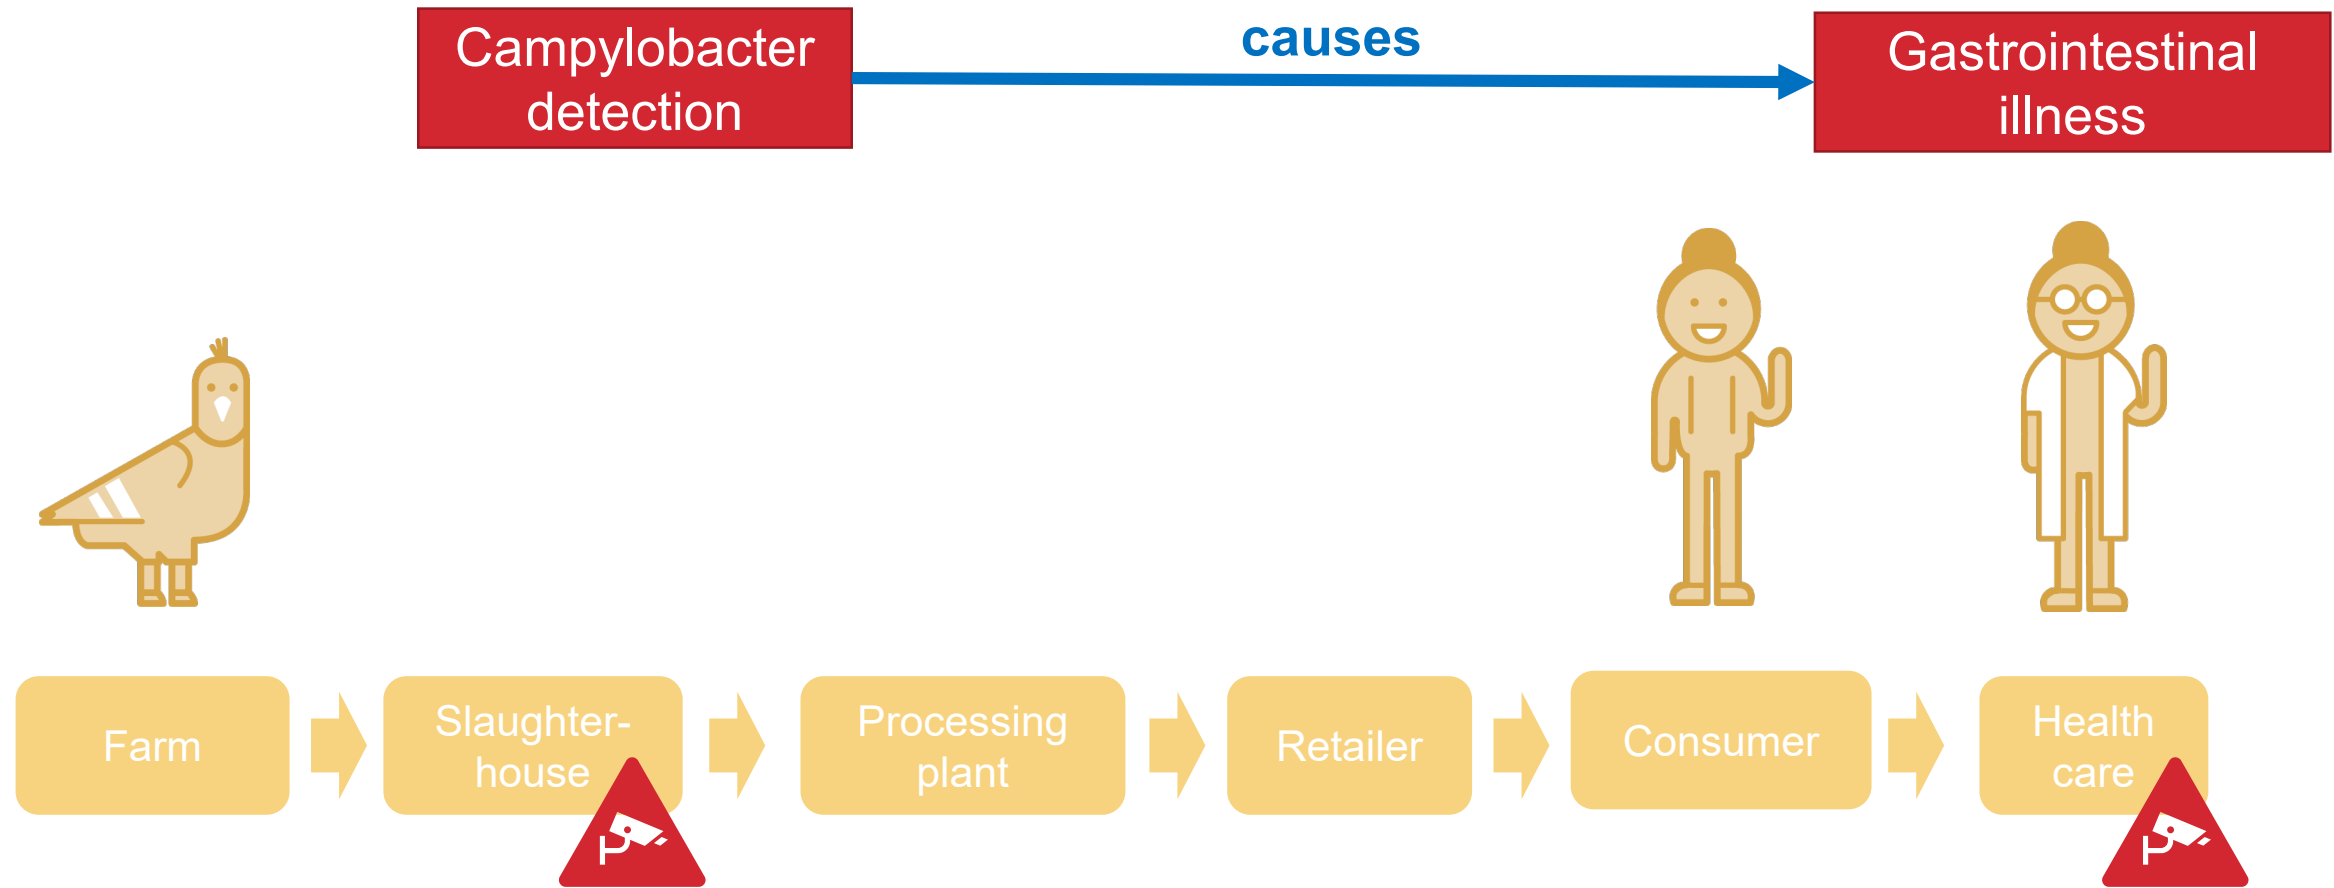 Campylobacter
detection
causes
Gastrointestinal
illness
Farm
Slaughter-
house
Processing
plant
Retailer
Consumer
Health
care